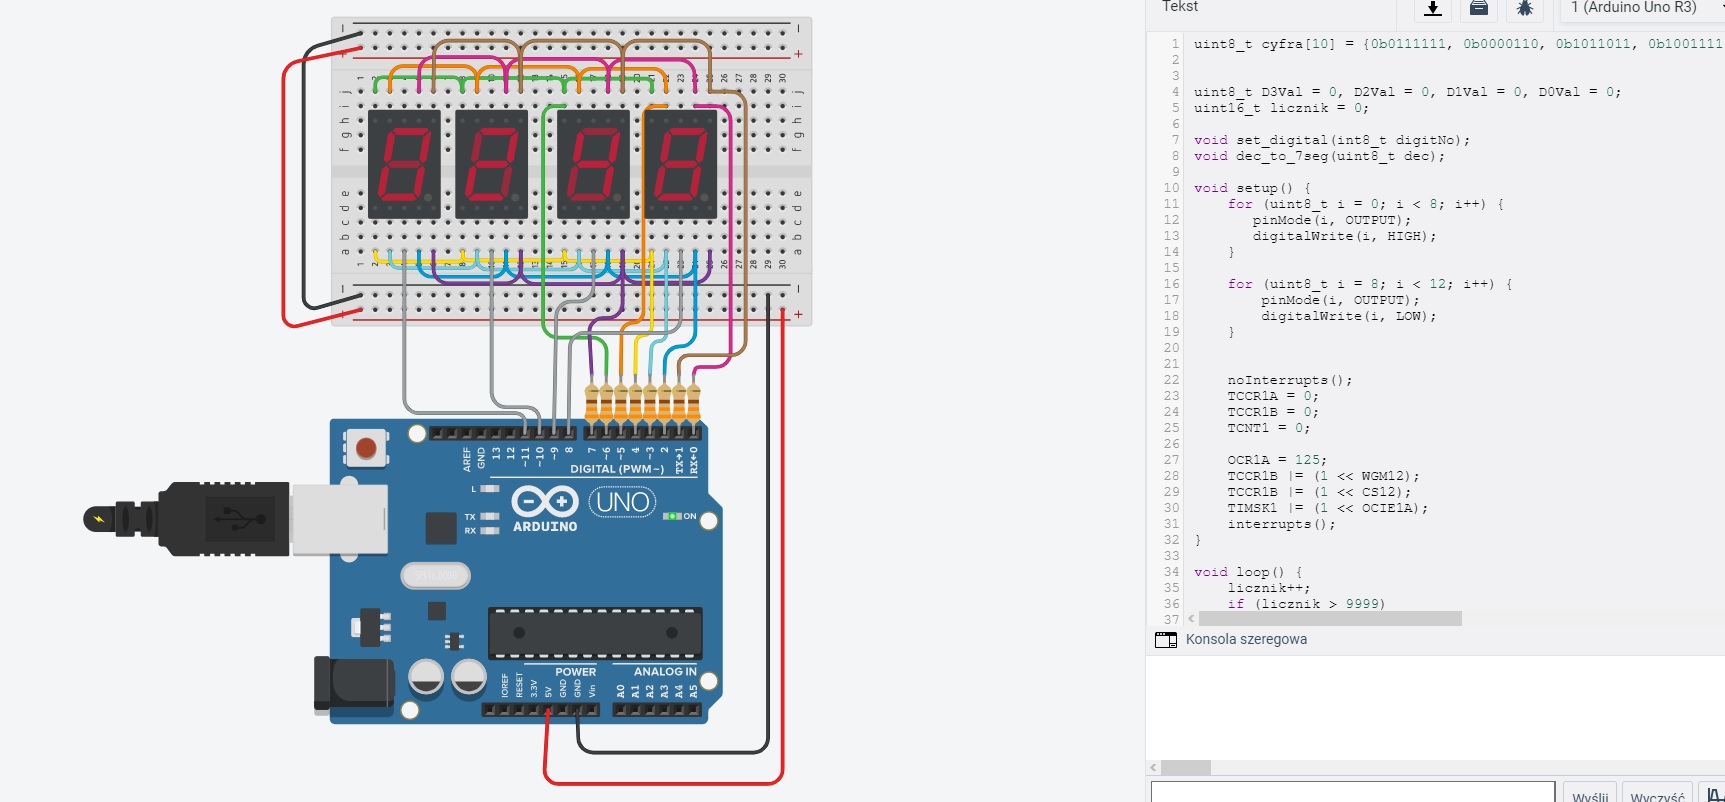 Tekst
1 (Arduino Uno R3)
1 uint8_t cyfra[10] = {0b0111111, 0b0000110, 0b1011011, 0b1001111
2
3
4 uint8_t D3Val = 0, D2Val = 0, D1Val = 0, D0Val = 0;
5 uint16_t licznik = 0;
6
7 void set_digital(int8_t digitNo);
8 void dec_to_7seg(uint8_t dec);
9
10 void setup() {
11 for (uint8_t i = 0; i < 8; i++) {
12 pinMode(i, OUTPUT);
13 digitalWrite(i, HIGH);
14 }
15
16 for (uint8_t i = 8; i < 12; i++) {
17 pinMode(i, OUTPUT);
18 digitalWrite(i, LOW);
19 }
20
21
22 noInterrupts();
23 TCCR1A = 0;
24 TCCR1B = 0;
25 TCNT1 = 0;
26
27 OCR1A = 125;
28 TCCR1B |= (1 << WGM12);
29 TCCR1B |= (1 << CS12);
30 TIMSK1 |= (1 << OCIE1A);
31 interrupts();
32 }
33
34 void loop() {
35 licznik++;
36 if (licznik > 9999)
37
Konsola szeregowa
Wyślij
Wyczyść
j
i
h
g
f
e
d
c
b
a
26 27 28 29 30
AREF GND 13 12 ~11 ~10 ~9 8 7 ~6 ~5 4 ~3 2 TX→1 RX←0
DIGITAL (PWM~)
L
TX
RX
ARDUINO
UNO
ON
POWER
ANALOG IN
IOREF RESET 3.3V 5V GND GND Vin A0 A1 A2 A3 A4 A5